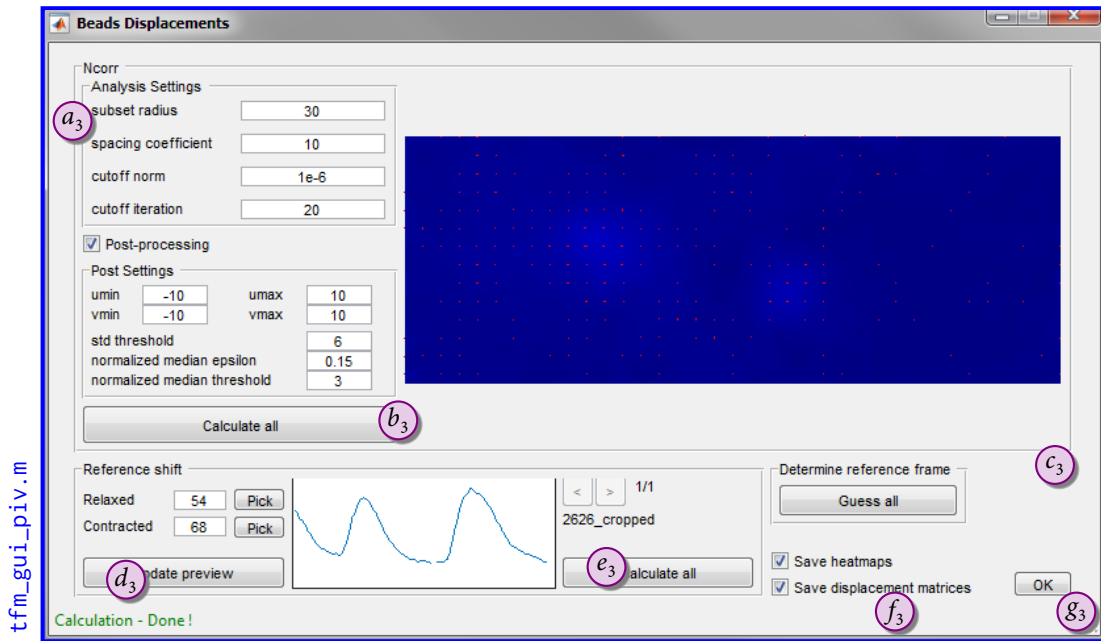 Beads Displacements
Ncorr
Analysis Settings
a3
subset radius 30
spacing coefficient 10
cutoff norm 1e-6
cutoff iteration 20
Post-processing
Post Settings
umin -10 umax 10
vmin -10 vmax 10
std threshold 6
normalized median epsilon 0.15
normalized median threshold 3
Calculate all
b3
c3
Reference shift
Relaxed 54 Pick
Contracted 68 Pick
pdate preview
d3
< > 1/1
2626_cropped
e3
alculate all
Determine reference frame
Guess all
Save heatmaps
Save displacement matrices
f3
OK
g3
Calculation - Done !
tfm_gui_piv.m